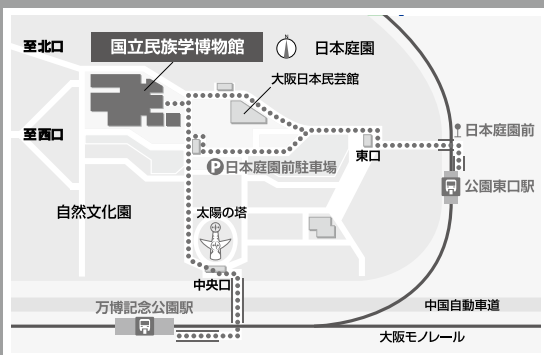 至北口
国立民族学博物館
日本庭園
大阪日本民芸館
至西口
日本庭園前
東口
P日本庭園前駐車場
公園東口駅
自然文化園
太陽の塔
中央口
万博記念公園駅
中国自動車道
大阪モノレール